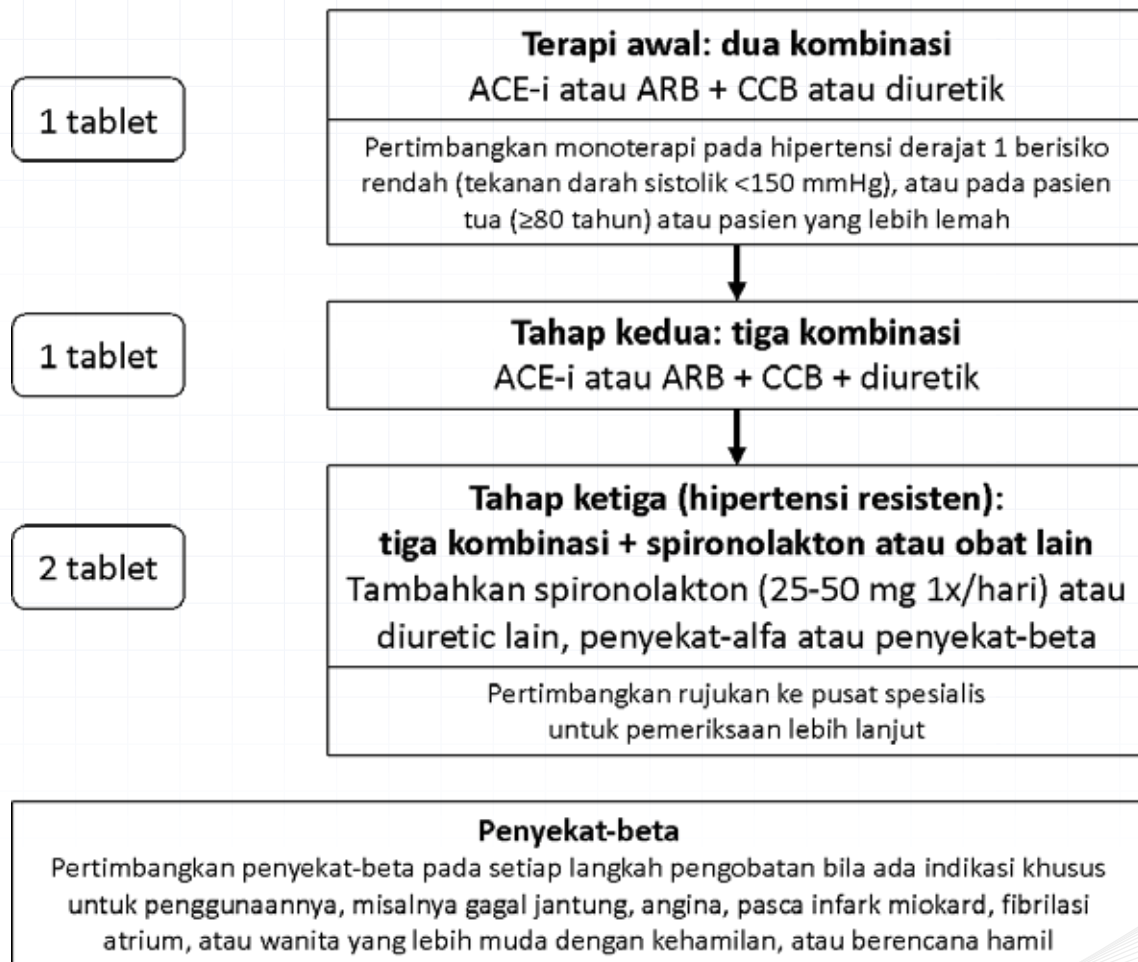 Terapi awal: dua kombinasi
ACE-i atau ARB + CCB atau diuretik
1 tablet
Pertimbangkan monoterapi pada hipertensi derajat 1 berisiko
rendah (tekanan darah sistolik <150 mmHg), atau pada pasien
tua (≥80 tahun) atau pasien yang lebih lemah
1 tablet
Tahap kedua: tiga kombinasi
ACE-i atau ARB + CCB + diuretik
2 tablet
Tahap ketiga (hipertensi resisten):
tiga kombinasi + spironolakton atau obat lain
Tambahkan spironolakton (25-50 mg 1x/hari) atau
diuretic lain, penyekat-alfa atau penyekat-beta
Pertimbangkan rujukan ke pusat spesialis
untuk pemeriksaan lebih lanjut
Penyekat-beta
Pertimbangkan penyekat-beta pada setiap langkah pengobatan bila ada indikasi khusus
untuk penggunaannya, misalnya gagal jantung, angina, pasca infark miokard, fibrilasi
atrium, atau wanita yang lebih muda dengan kehamilan, atau berencana hamil